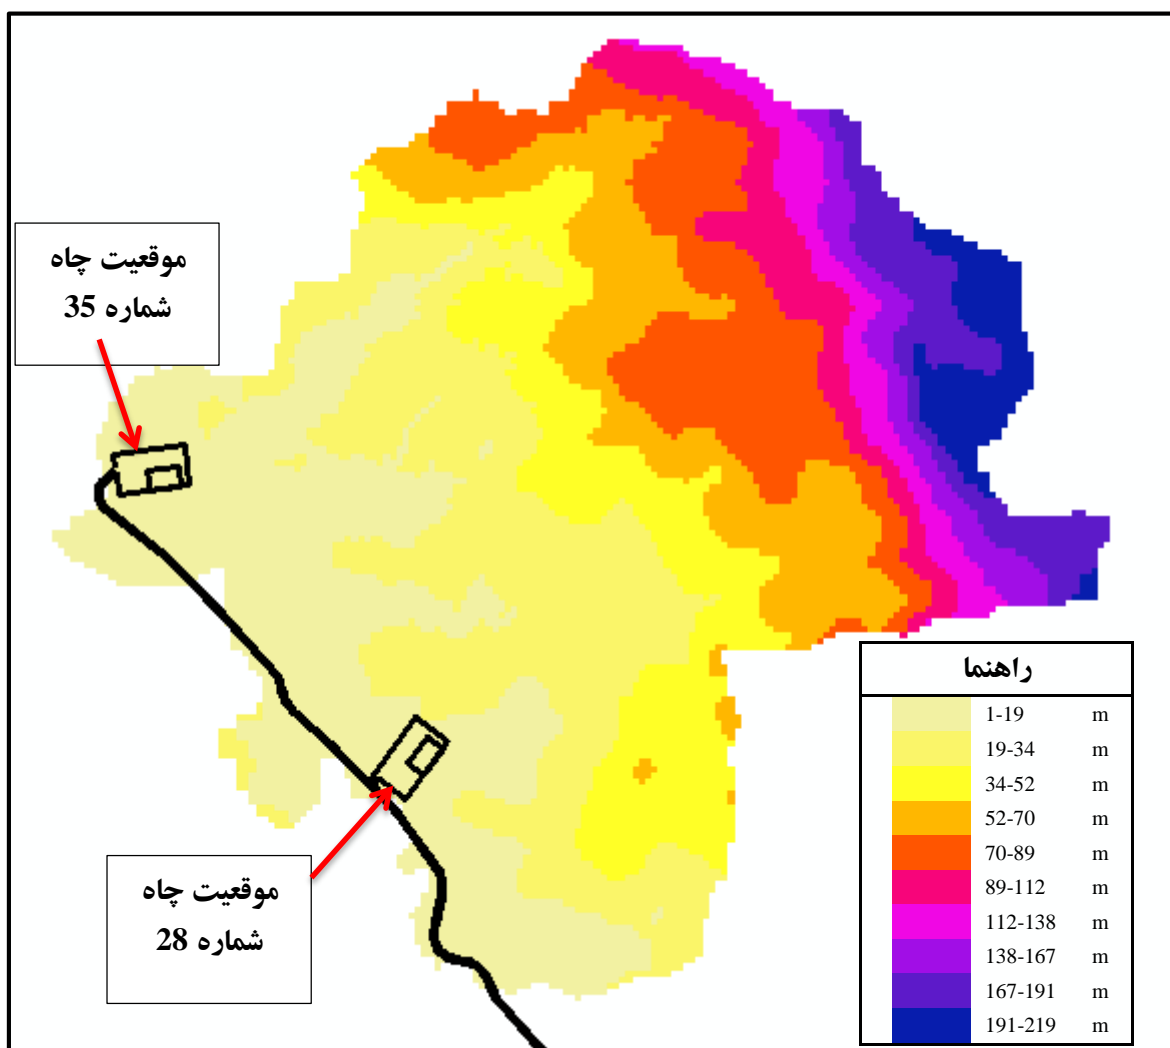 موقعیت چاه
شماره 35
موقعیت چاه
شماره 28
راهنما
1-19 m
19-34 m
34-52 m
52-70 m
70-89 m
89-112 m
112-138 m
138-167 m
167-191 m
191-219 m